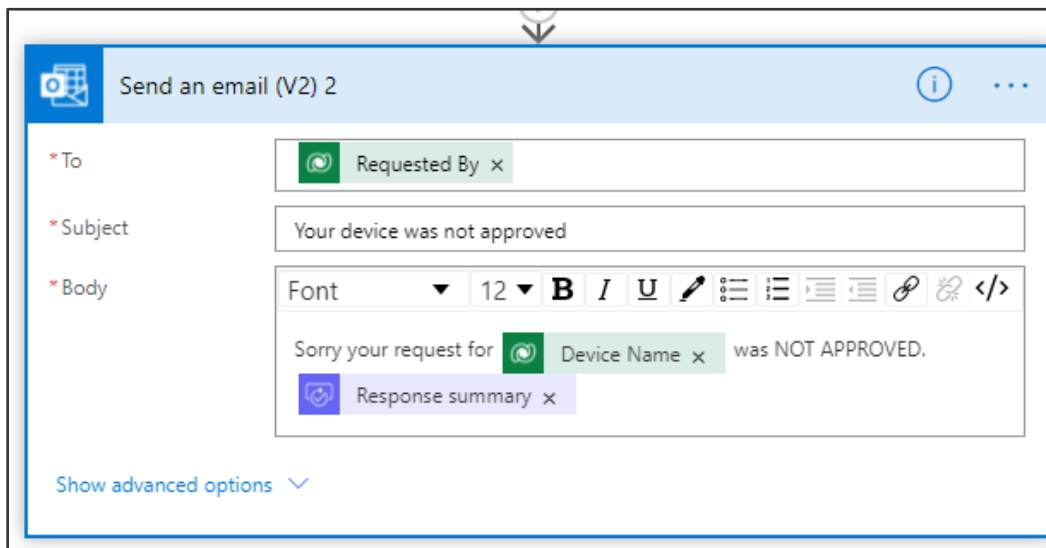 Send an email (V2) 2
* To
Requested By ×
* Subject
Your device was not approved
* Body
Font 12 B I U </>
Sorry your request for Device Name × was NOT APPROVED.
Response summary ×
Show advanced options